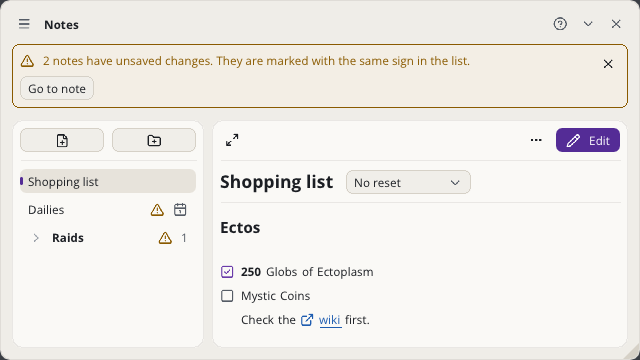 Notes
2 notes have unsaved changes. They are marked with the same sign in the list.
Go to note
Edit
Shopping list
Dailies
Raids 1
Shopping list No reset
Ectos
250 Globs of Ectoplasm
Mystic Coins
Check the wiki first.